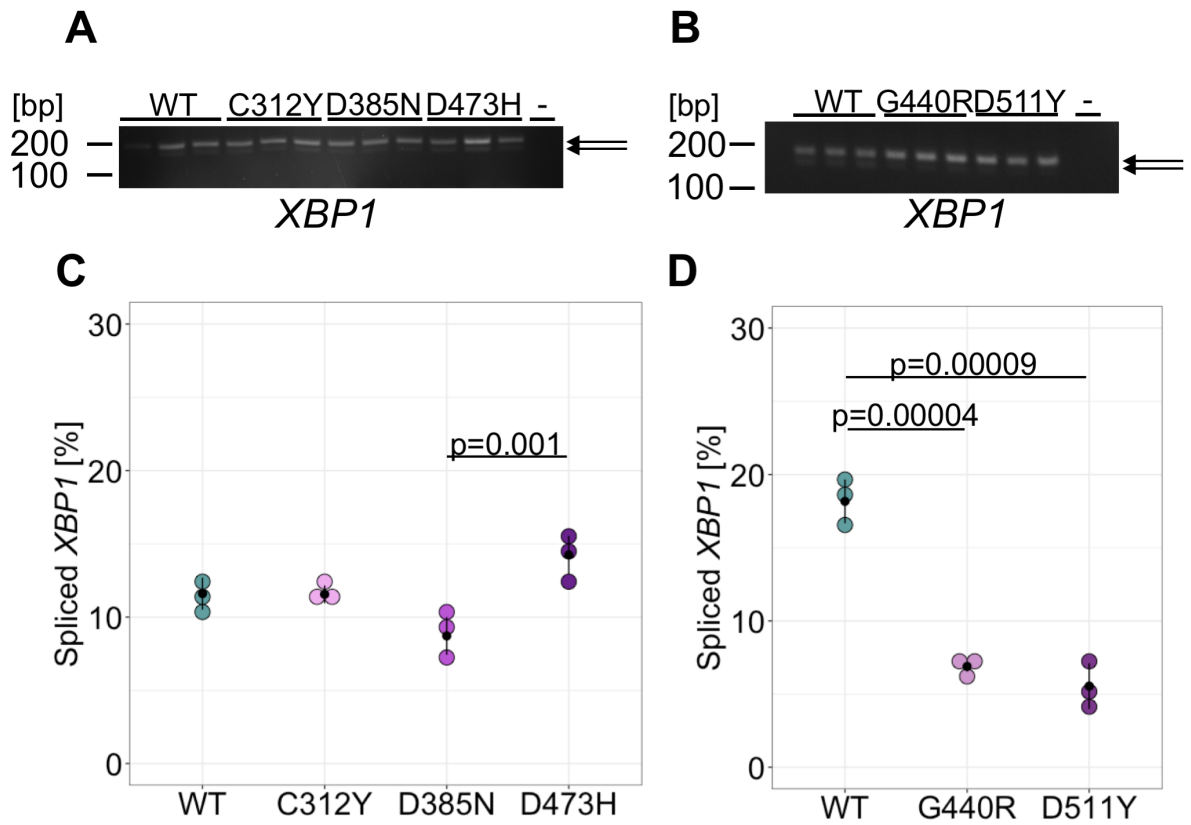 A
[bp] WT C312Y D385N D473H -
200
100
XBP1
B
[bp] WT G440R D511Y -
200
100
XBP1
C
Spliced XBP1 [%]
30
20
10
0
p=0.001
WT C312Y D385N D473H
D
Spliced XBP1 [%]
30
20
10
0
p=0.00009
p=0.00004
WT G440R D511Y